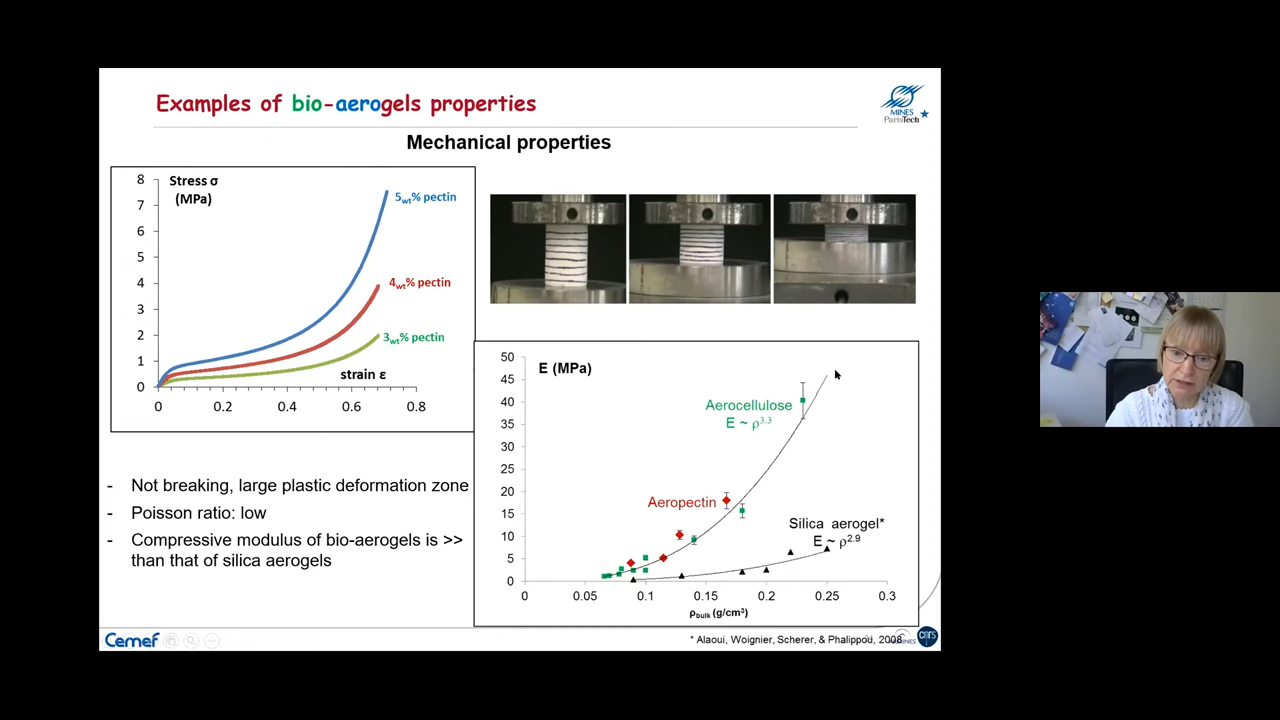 Examples of bio-aerogels properties
MINES
ParisTech
Mechanical properties
Stress σ
(MPa)
8
7
6
5
4
3
2
1
0
0
0.2
0.4
0.6
0.8
strain ε
5wt% pectin
4wt% pectin
3wt% pectin
E (MPa)
50
45
40
35
30
25
20
15
10
5
0
0
0.05
0.1
0.15
0.2
0.25
0.3
ρbulk (g/cm³)
Aerocellulose
E ~ ρ3.3
Aeropectin
Silica aerogel*
E ~ ρ2.9
- Not breaking, large plastic deformation zone
- Poisson ratio: low
- Compressive modulus of bio-aerogels is >>
than that of silica aerogels
Cemef
* Alaoui, Woignier, Scherer, & Phalippou, 2008
MINES
cnrs